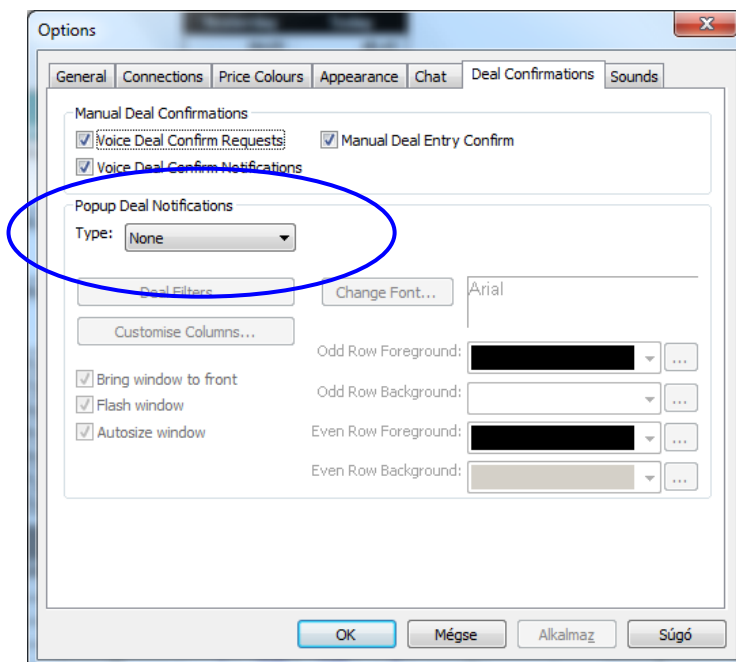 Options
General Connections Price Colours Appearance Chat Deal Confirmations Sounds
Manual Deal Confirmations
Voice Deal Confirm Requests Manual Deal Entry Confirm
Voice Deal Confirm Notifications
Popup Deal Notifications
Type: None
Deal Filters... Change Font... Arial
Customise Columns...
Odd Row Foreground: ...
Bring window to front
Odd Row Background: ...
Flash window
Autosize window Even Row Foreground: ...
Even Row Background: ...
OK Mégse Alkalmaz Súgó